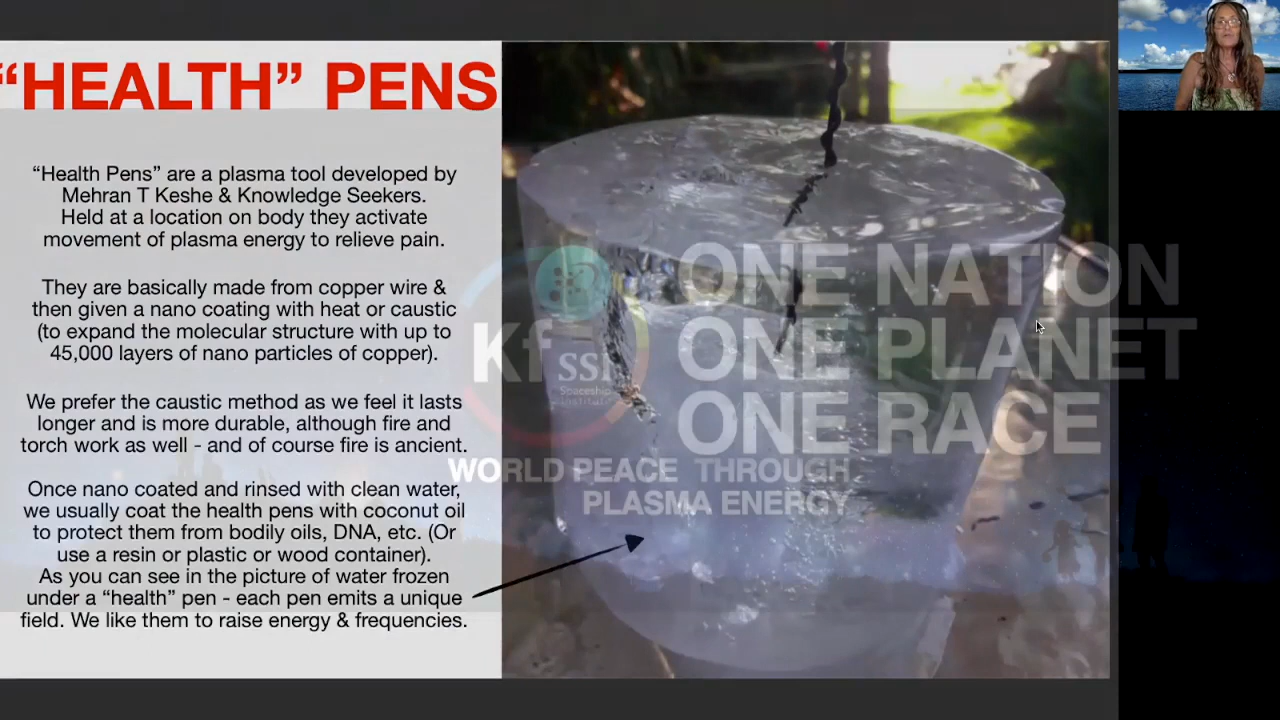 “HEALTH” PENS
“Health Pens” are a plasma tool developed by
Mehran T Keshe & Knowledge Seekers.
Held at a location on body they activate
movement of plasma energy to relieve pain.
They are basically made from copper wire &
then given a nano coating with heat or caustic
(to expand the molecular structure with up to
45,000 layers of nano particles of copper).
We prefer the caustic method as we feel it lasts
longer and is more durable, although fire and
torch work as well - and of course fire is ancient.
Once nano coated and rinsed with clean water,
we usually coat the health pens with coconut oil
to protect them from bodily oils, DNA, etc. (Or
use a resin or plastic or wood container).
As you can see in the picture of water frozen
under a “health” pen - each pen emits a unique
field. We like them to raise energy & frequencies.
Kfssi
Spaceship
Institute
ONE NATION
ONE PLANET
ONE RACE
WORLD PEACE THROUGH
PLASMA ENERGY